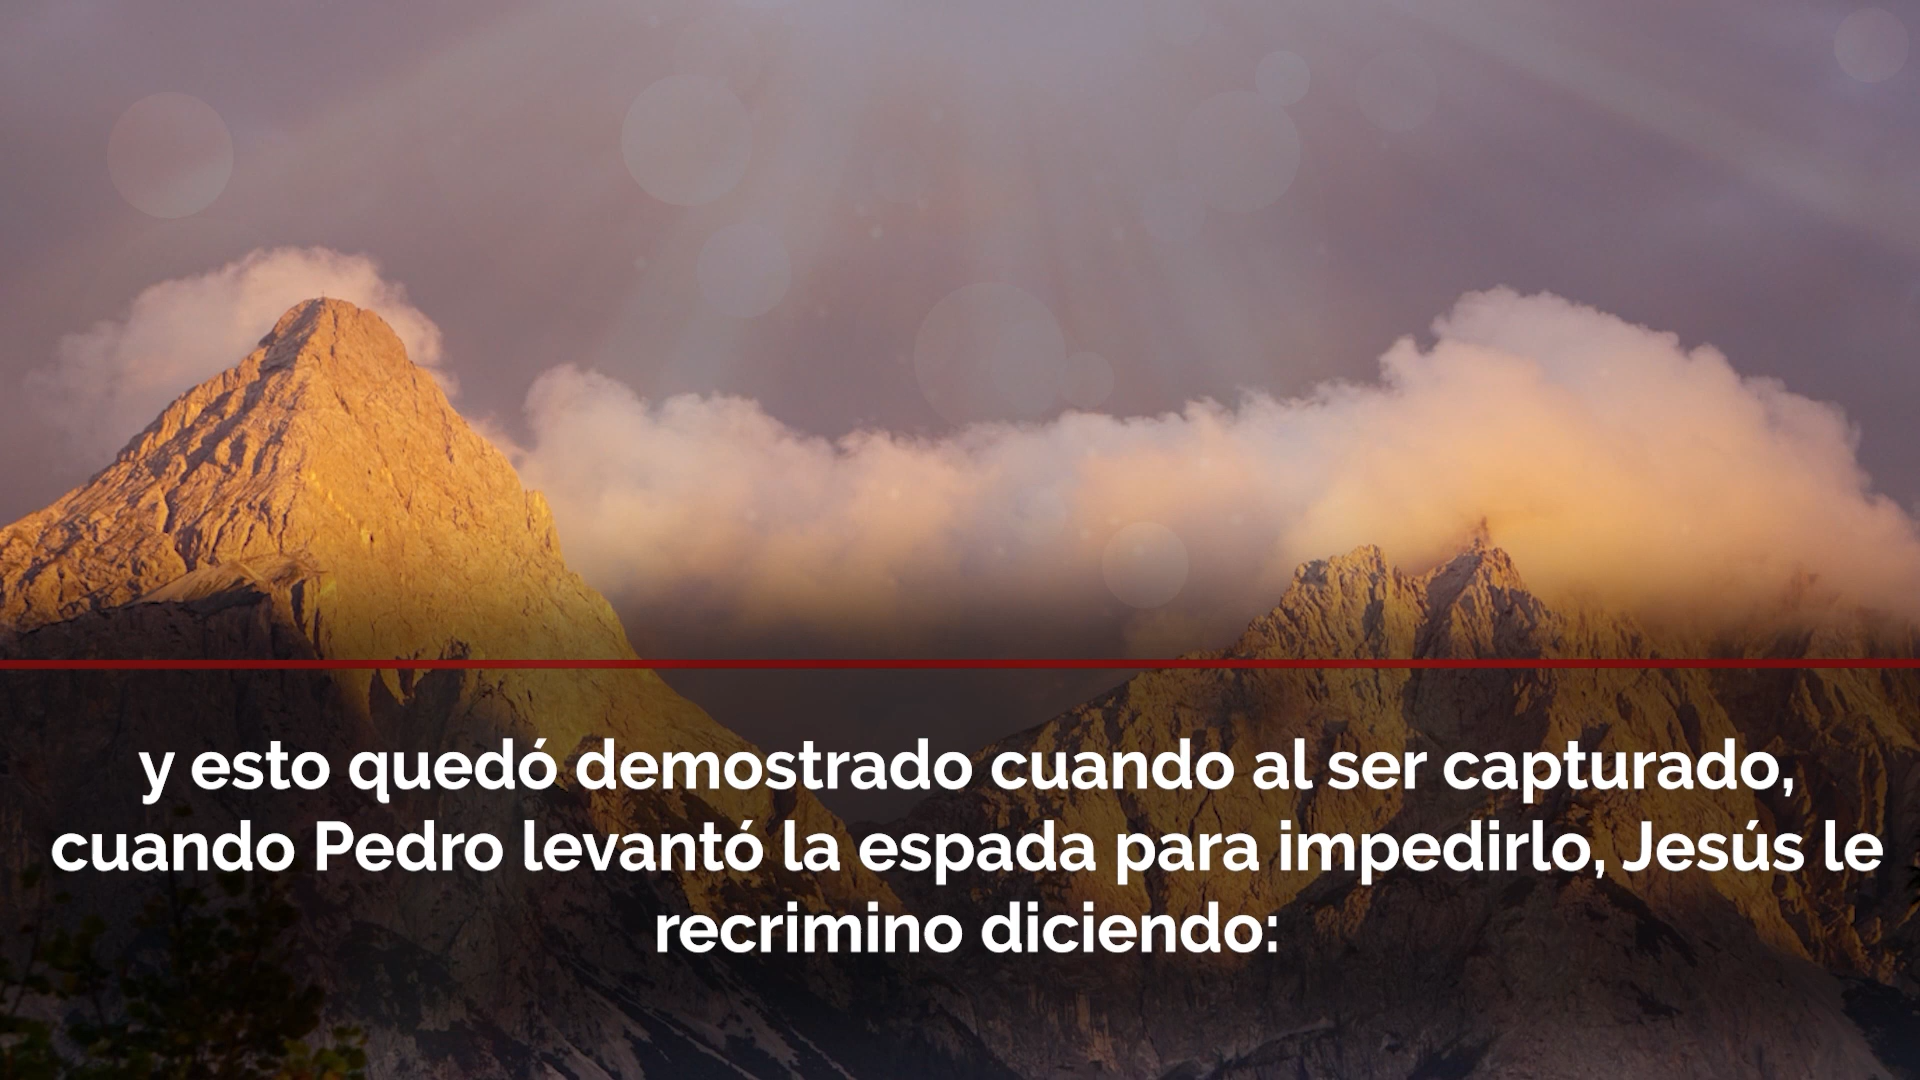 y esto quedó demostrado cuando al ser capturado,
cuando Pedro levantó la espada para impedirlo, Jesús le
recrimino diciendo: